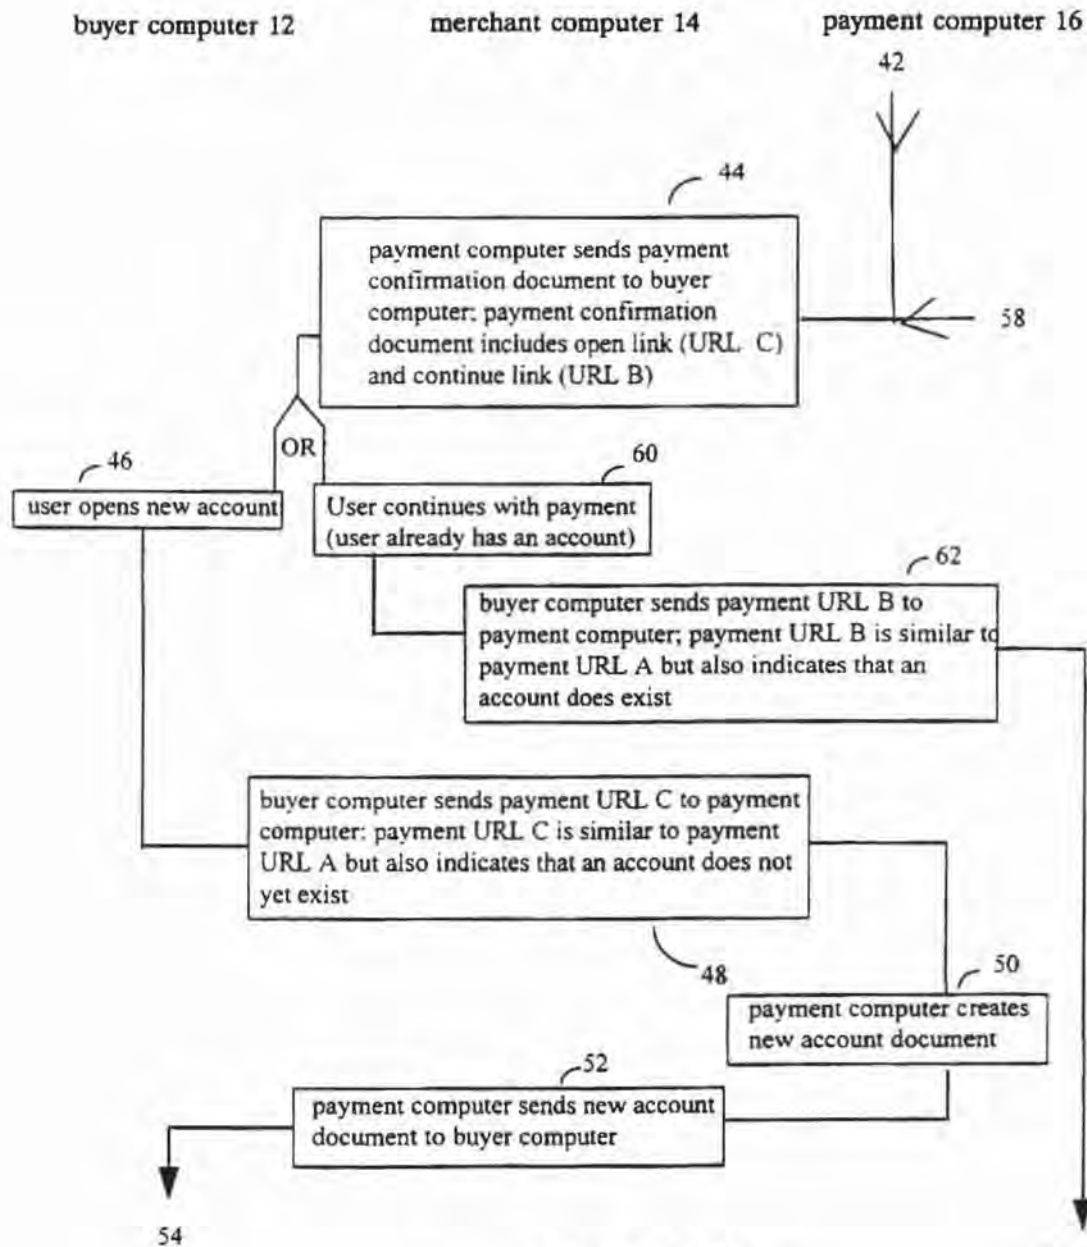 buyer computer 12 merchant computer 14 payment computer 16
42
44
payment computer sends payment
confirmation document to buyer
computer; payment confirmation
document includes open link (URL C)
and continue link (URL B)
58
OR
46
user opens new account
60
User continues with payment
(user already has an account)
62
buyer computer sends payment URL B to
payment computer; payment URL B is similar to
payment URL A but also indicates that an
account does exist
buyer computer sends payment URL C to payment
computer: payment URL C is similar to payment
URL A but also indicates that an account does not
yet exist
48
50
payment computer creates
new account document
52
payment computer sends new account
document to buyer computer
54